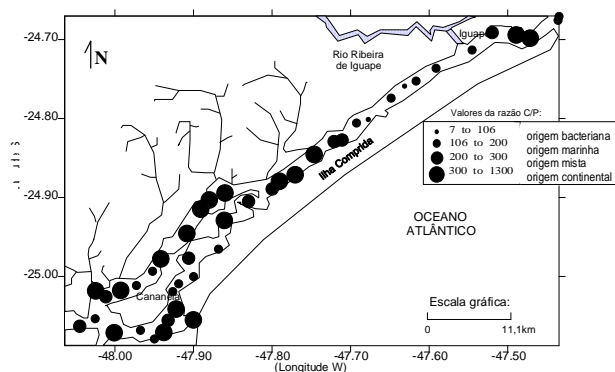 -24.70
-24.80
-24.90
-25.00
N
Rio Ribeira
de Iguape
Iguape
Valores da razão C/P:
7 to 106 origem bacteriana
106 to 200 origem marinha
200 to 300 origem mista
300 to 1300 origem continental
Ilha Comprida
OCEANO
ATLÂNTICO
Cananéia
Escala gráfica:
0 11,1km
-48.00 -47.90 -47.80 -47.70 -47.60 -47.50
(Longitude W)